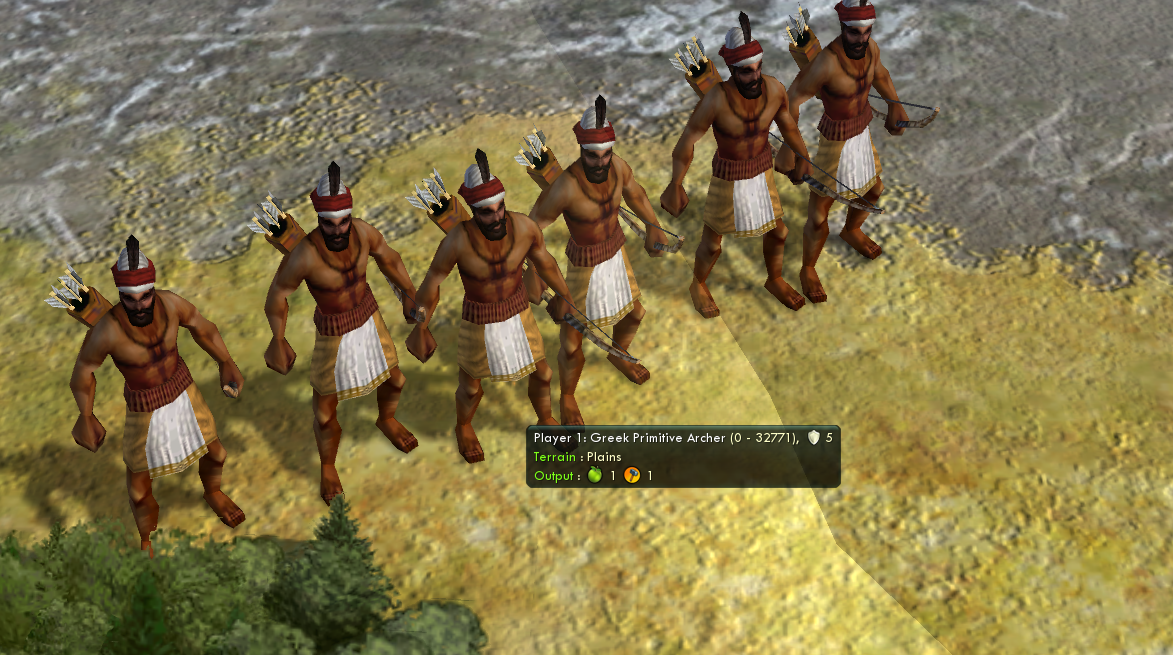 Player 1: Greek Primitive Archer (0 - 32771), 5
Terrain : Plains
Output : 1 1